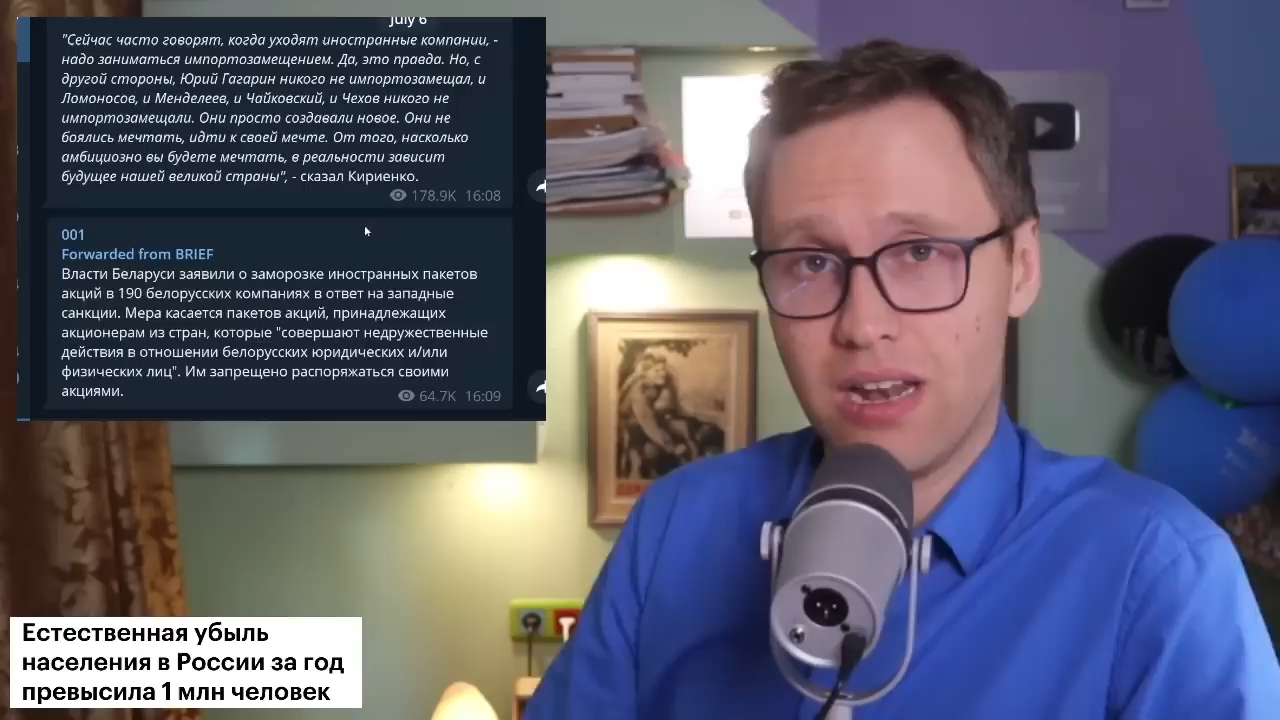 July 6
"Сейчас часто говорят, когда уходят иностранные компании, -
надо заниматься импортозамещением. Да, это правда. Но, с
другой стороны, Юрий Гагарин никого не импортозамещал, и
Ломоносов, и Менделеев, и Чайковский, и Чехов никого не
импортозамещали. Они просто создавали новое. Они не
боялись мечтать, идти к своей мечте. От того, насколько
амбициозно вы будете мечтать, в реальности зависит
будущее нашей великой страны", - сказал Кириенко.
178.9K 16:08
001
Forwarded from BRIEF
Власти Беларуси заявили о заморозке иностранных пакетов
акций в 190 белорусских компаниях в ответ на западные
санкции. Мера касается пакетов акций, принадлежащих
акционерам из стран, которые "совершают недружественные
действия в отношении белорусских юридических и/или
физических лиц". Им запрещено распоряжаться своими
акциями.
64.7K 16:09
Естественная убыль
населения в России за год
превысила 1 млн человек